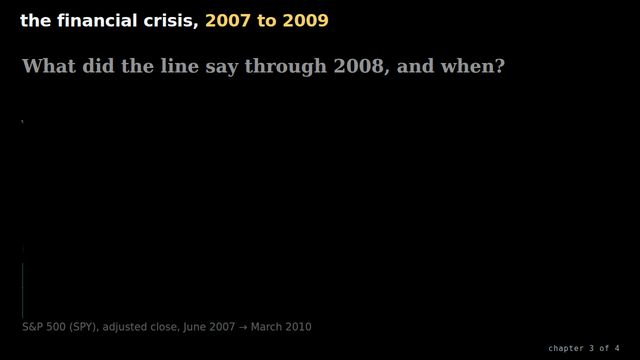 the financial crisis, 2007 to 2009
What did the line say through 2008, and when?
S&P 500 (SPY), adjusted close, June 2007 → March 2010
chapter 3 of 4